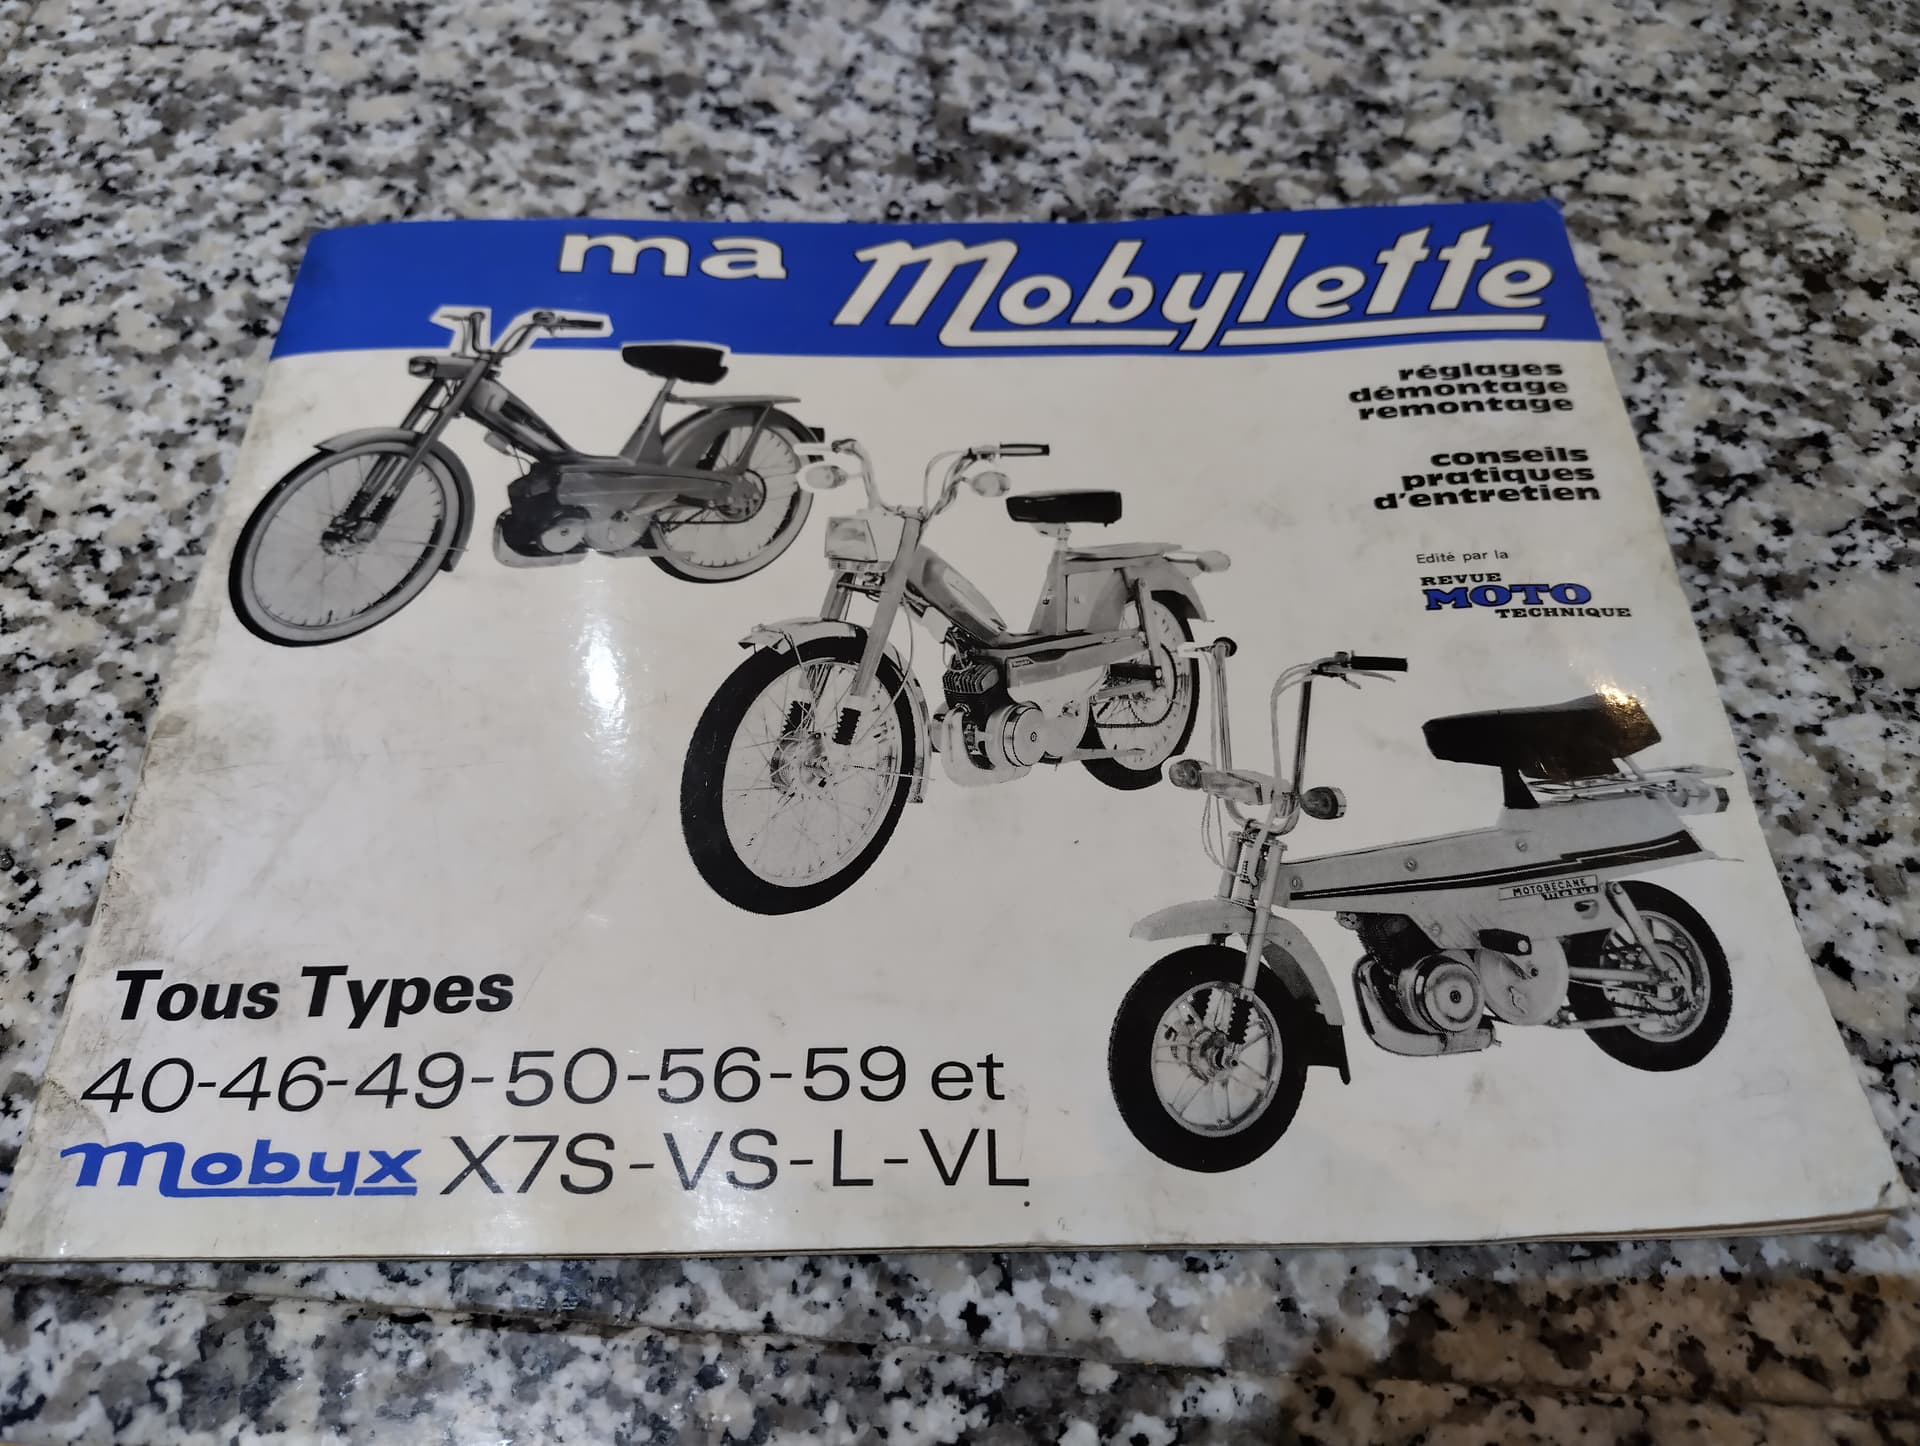 ma Mobylette
réglages
démontage
remontage
conseils
pratiques
d'entretien
Edité par la
REVUE
MOTO
TECHNIQUE
MOTOBECANE
Tous Types
40-46-49-50-56-59 et
Mobyx X7S-VS-L-VL